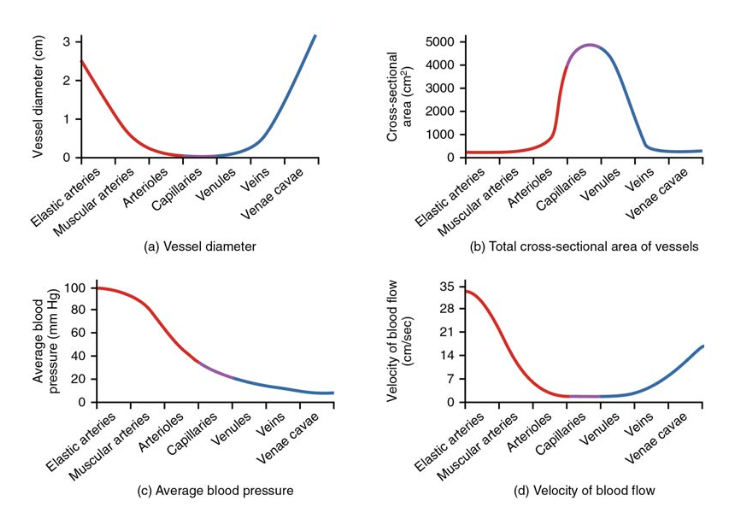 Vessel diameter (cm)
3
2
1
0
Elastic arteries
Muscular arteries
Arterioles
Capillaries
Venules
Veins
Venae cavae
(a) Vessel diameter
Cross-sectional
area (cm²)
5000
4000
3000
2000
1000
0
Elastic arteries
Muscular arteries
Arterioles
Capillaries
Venules
Veins
Venae cavae
(b) Total cross-sectional area of vessels
Average blood
pressure (mm Hg)
100
80
60
40
20
0
Elastic arteries
Muscular arteries
Arterioles
Capillaries
Venules
Veins
Venae cavae
(c) Average blood pressure
Velocity of blood flow
(cm/sec)
35
28
21
14
7
0
Elastic arteries
Muscular arteries
Arterioles
Capillaries
Venules
Veins
Venae cavae
(d) Velocity of blood flow